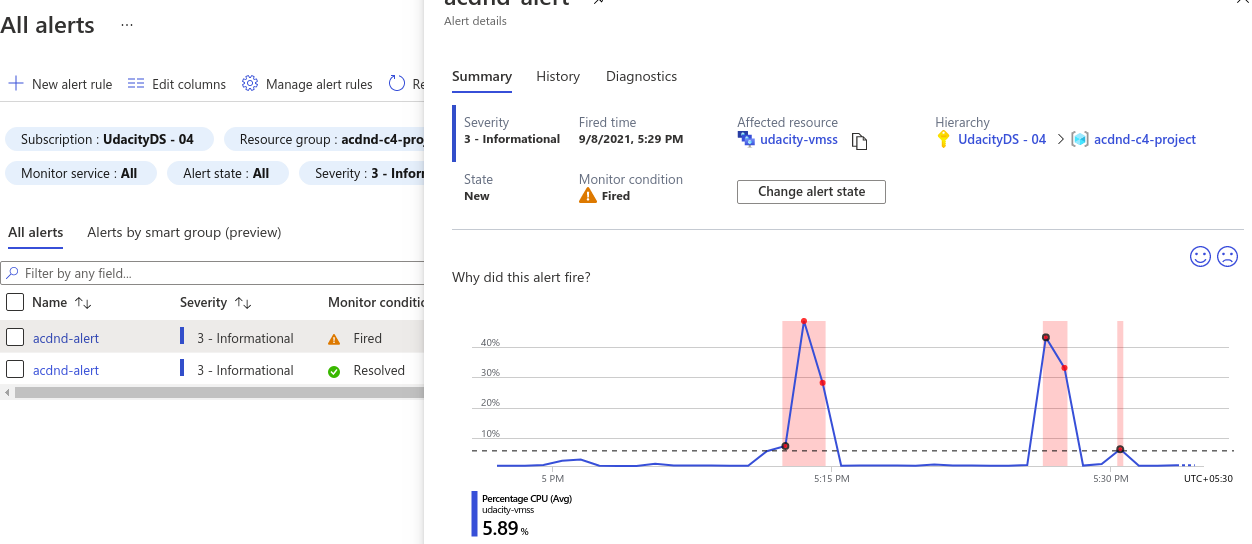 All alerts ...
New alert rule
Edit columns
Manage alert rules
Re
Subscription : UdacityDS - 04
Resource group : acdnd-c4-pro
Monitor service : All
Alert state : All
Severity : 3 - Inforr
All alerts
Alerts by smart group (preview)
Filter by any field...
Name
Severity
Monitor conditic
acdnd-alert
3 - Informational
Fired
acdnd-alert
3 - Informational
Resolved
acdnd-alert
Alert details
Summary
History
Diagnostics
Severity
3 - Informational
Fired time
9/8/2021, 5:29 PM
Affected resource
udacity-vmss
Hierarchy
UdacityDS - 04
acdnd-c4-project
State
New
Monitor condition
Fired
Change alert state
Why did this alert fire?
40%
30%
20%
10%
5 PM
5:15 PM
5:30 PM
UTC+05:30
Percentage CPU (Avg)
udacity-vmss
5.89 %